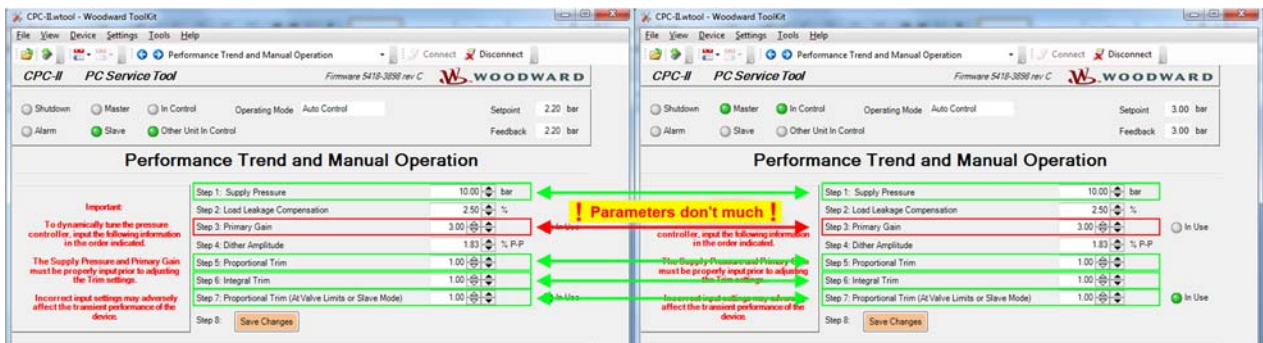 CPC-II.wtool - Woodward ToolKit
File View Device Settings Tools Help
Performance Trend and Manual Operation Connect Disconnect
CPC-II PC Service Tool Firmware 5418-3898 rev C WOODWARD
Shutdown Master In Control Operating Mode Auto Control Setpoint 2.20 bar
Alarm Slave Other Unit In Control Feedback 2.20 bar
Performance Trend and Manual Operation
Important:
To dynamically tune the pressure
controller, input the following information
in the order indicated.
The Supply Pressure and Primary Gain
must be properly input prior to adjusting
the Trim settings.
Incorrect input settings may adversely
affect the transient performance of the
device.
Step 1: Supply Pressure 10.00 bar
Step 2: Load Leakage Compensation 2.50 %
Step 3: Primary Gain 3.00 In Use
Step 4: Dither Amplitude 1.83 % P-P
Step 5: Proportional Trim 1.00
Step 6: Integral Trim 1.00
Step 7: Proportional Trim (At Valve Limits or Slave Mode) 1.00 In Use
Step 8: Save Changes
! Parameters don't much !
CPC-II.wtool - Woodward ToolKit
File View Device Settings Tools Help
Performance Trend and Manual Operation Connect Disconnect
CPC-II PC Service Tool Firmware 5418-3898 rev C WOODWARD
Shutdown Master In Control Operating Mode Auto Control Setpoint 3.00 bar
Alarm Slave Other Unit In Control Feedback 3.00 bar
Performance Trend and Manual Operation
controller, input the following information
in the order indicated.
The Supply Pressure and Primary Gain
must be properly input prior to adjusting
the Trim settings.
Incorrect input settings may adversely
affect the transient performance of the
device.
Step 1: Supply Pressure 10.00 bar
Step 2: Load Leakage Compensation 2.50 %
Step 3: Primary Gain 3.00 In Use
Step 4: Dither Amplitude 1.83 % P-P
Step 5: Proportional Trim 1.00
Step 6: Integral Trim 1.00
Step 7: Proportional Trim (At Valve Limits or Slave Mode) 1.00 In Use
Step 8: Save Changes